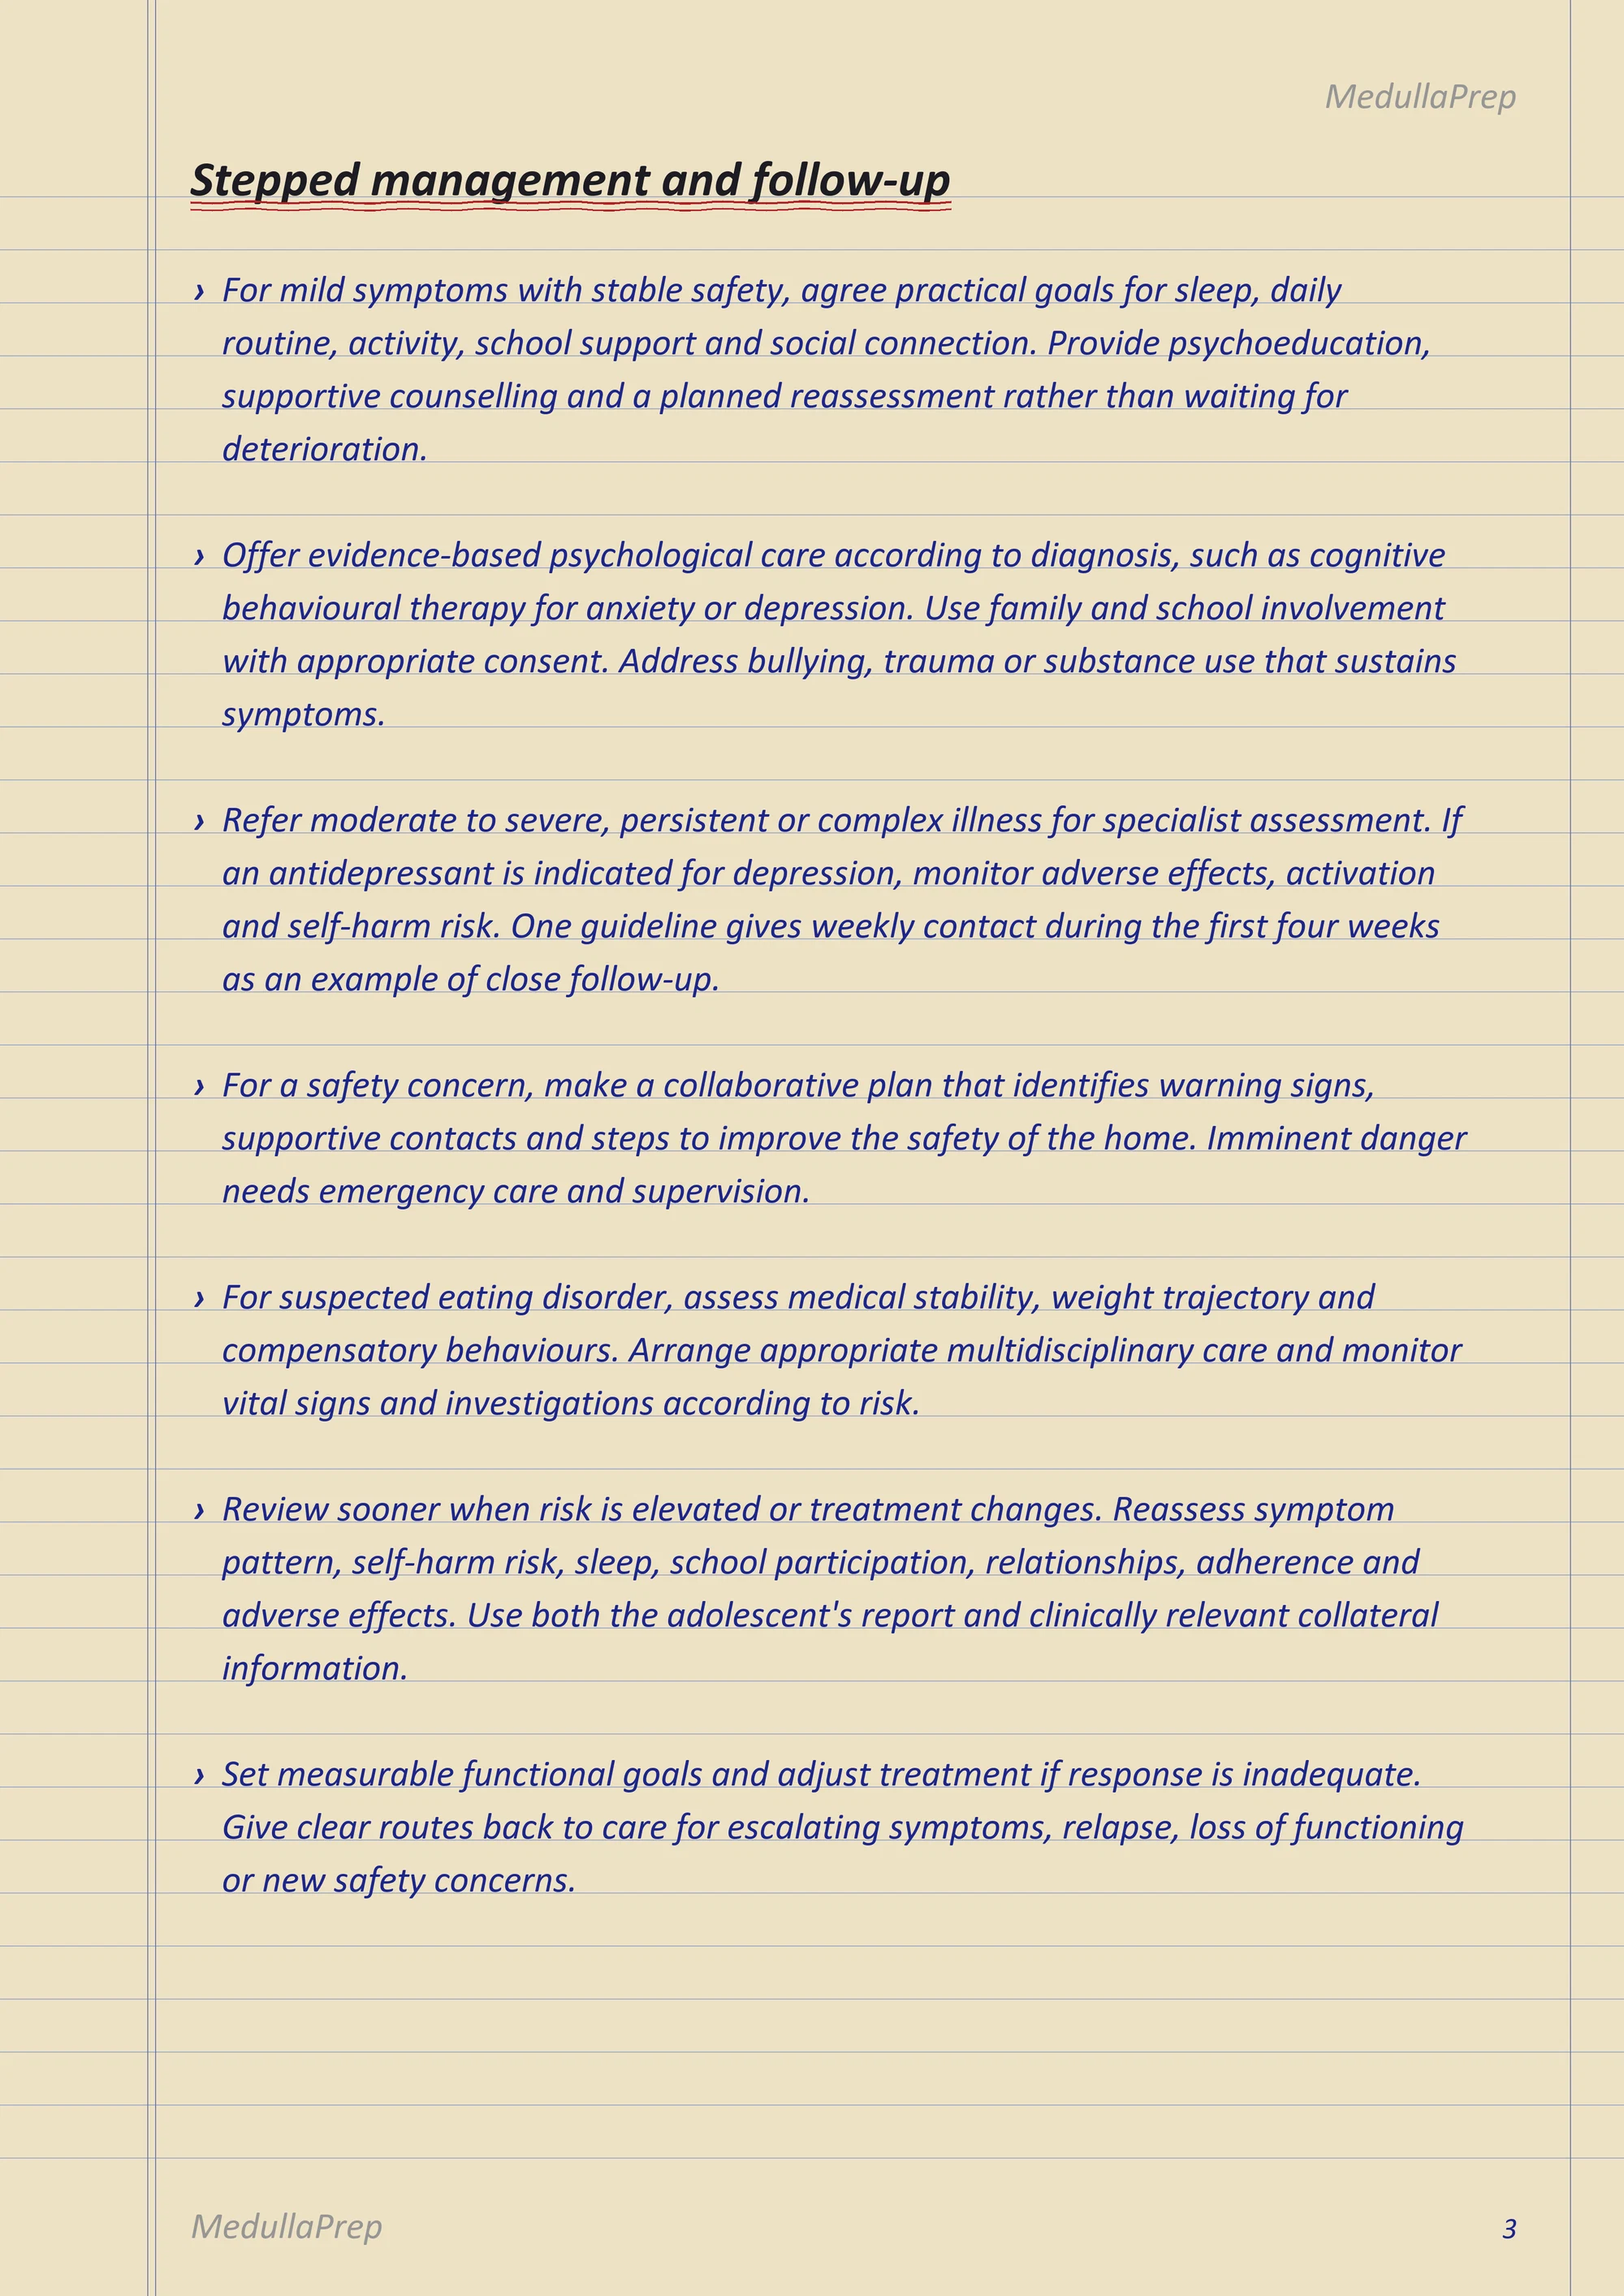 MedullaPrep
Stepped management and follow-up
› For mild symptoms with stable safety, agree practical goals for sleep, daily
routine, activity, school support and social connection. Provide psychoeducation,
supportive counselling and a planned reassessment rather than waiting for
deterioration.
› Offer evidence-based psychological care according to diagnosis, such as cognitive
behavioural therapy for anxiety or depression. Use family and school involvement
with appropriate consent. Address bullying, trauma or substance use that sustains
symptoms.
› Refer moderate to severe, persistent or complex illness for specialist assessment. If
an antidepressant is indicated for depression, monitor adverse effects, activation
and self-harm risk. One guideline gives weekly contact during the first four weeks
as an example of close follow-up.
› For a safety concern, make a collaborative plan that identifies warning signs,
supportive contacts and steps to improve the safety of the home. Imminent danger
needs emergency care and supervision.
› For suspected eating disorder, assess medical stability, weight trajectory and
compensatory behaviours. Arrange appropriate multidisciplinary care and monitor
vital signs and investigations according to risk.
› Review sooner when risk is elevated or treatment changes. Reassess symptom
pattern, self-harm risk, sleep, school participation, relationships, adherence and
adverse effects. Use both the adolescent's report and clinically relevant collateral
information.
› Set measurable functional goals and adjust treatment if response is inadequate.
Give clear routes back to care for escalating symptoms, relapse, loss of functioning
or new safety concerns.
MedullaPrep
3